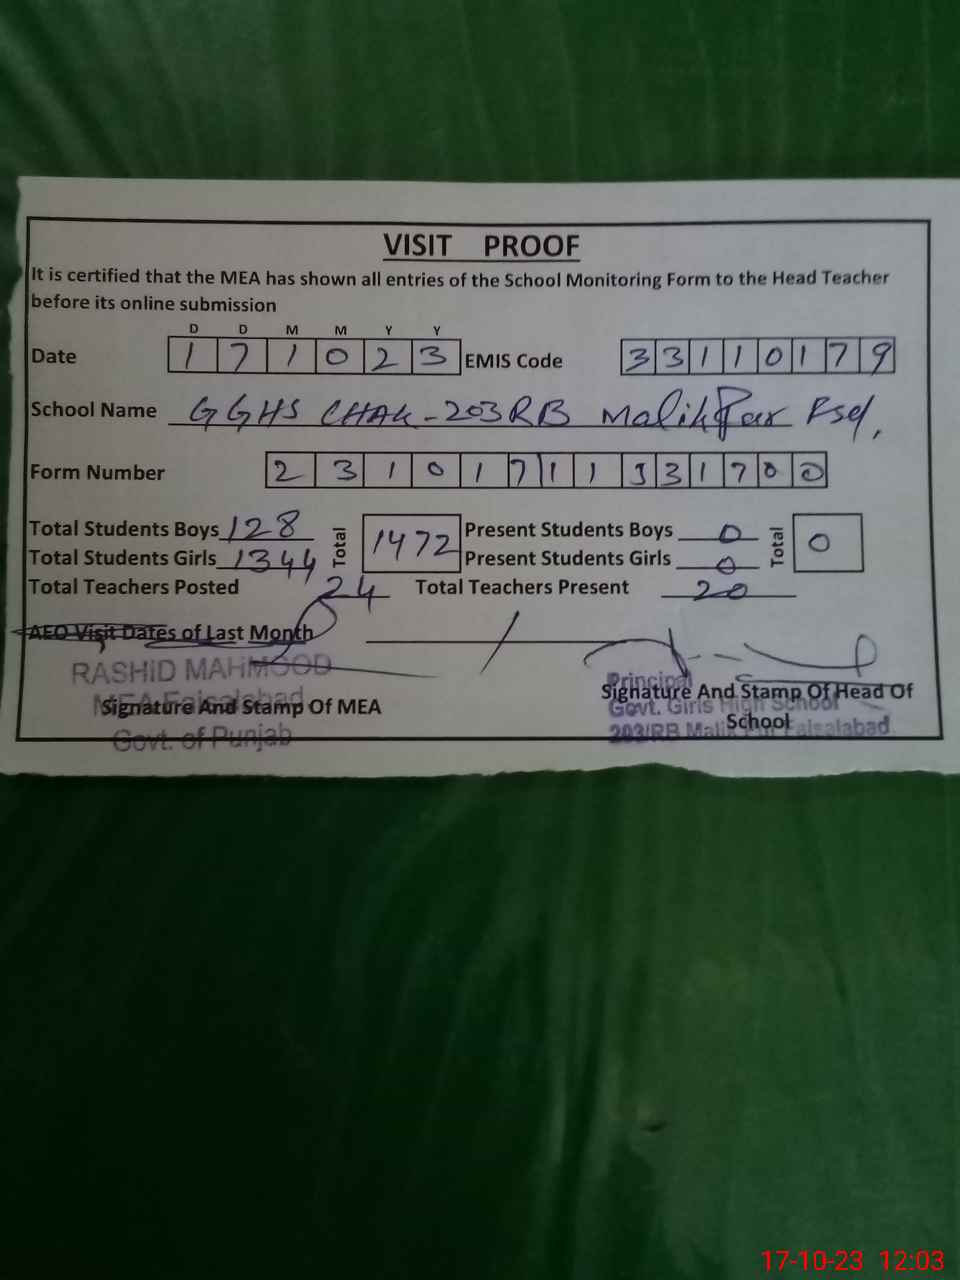 VISIT PROOF
It is certified that the MEA has shown all entries of the School Monitoring Form to the Head Teacher
before its online submission
D D M M Y Y
Date 1 7 1 0 2 3 EMIS Code 3 3 1 1 0 1 7 9
School Name GGHS CHAK-203RB Malik Pur Fsd,
Form Number 2 3 1 0 1 7 1 1 3 3 1 7 0 0
Total Students Boys 128 Total 1472 Present Students Boys 0 Total 0
Total Students Girls 1344 Present Students Girls 0
Total Teachers Posted 24 Total Teachers Present 20
AEO Visit Dates of Last Month
RASHID MAHMOOD
MEA Faisalabad
Signature And Stamp Of MEA
Govt. of Punjab
Principal
Signature And Stamp Of Head Of
Govt. Girls High School
School
203/RB Malik Pur Faisalabad
17-10-23 12:03